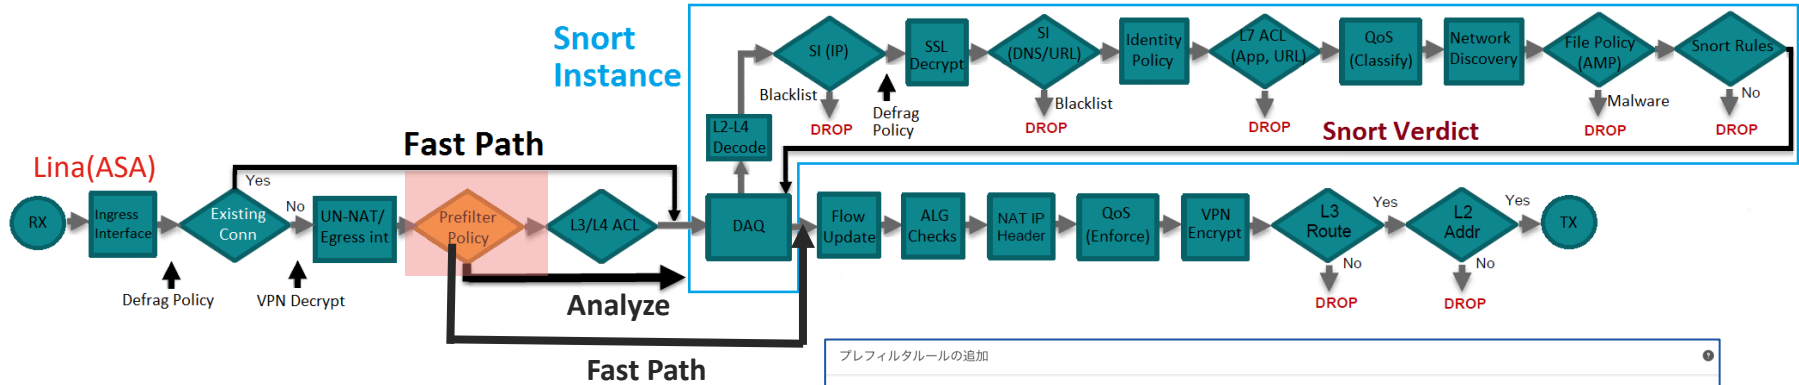 Snort
Instance
SI (IP)
SSL
Decrypt
SI
(DNS/URL)
Identity
Policy
L7 ACL
(App, URL)
QoS
(Classify)
Network
Discovery
File Policy
(AMP)
Snort Rules
Blacklist
DROP
Defrag
Policy
Blacklist
DROP
DROP
Malware
DROP
No
DROP
Snort Verdict
L2-L4
Decode
Fast Path
Lina(ASA)
RX
Ingress
Interface
Existing
Conn
Yes
No
UN-NAT/
Egress int
Prefilter
Policy
L3/L4 ACL
DAQ
Flow
Update
ALG
Checks
NAT IP
Header
QoS
(Enforce)
VPN
Encrypt
L3
Route
Yes
L2
Addr
Yes
TX
No
DROP
No
DROP
Defrag Policy
VPN Decrypt
Analyze
Fast Path
プレフィルタルールの追加
?